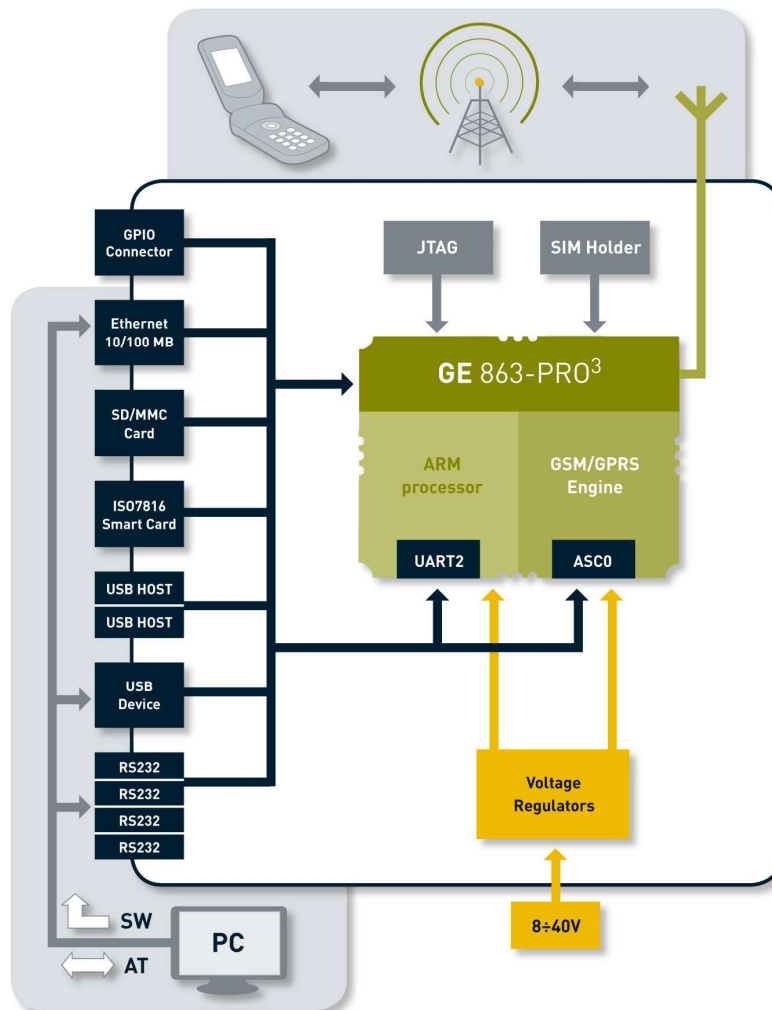 GPIO
Connector
JTAG
SIM Holder
Ethernet
10/100 MB
GE 863-PRO³
SD/MMC
Card
ARM
processor
GSM/GPRS
Engine
ISO7816
Smart Card
UART2
ASC0
USB HOST
USB HOST
USB
Device
RS232
RS232
RS232
RS232
Voltage
Regulators
8÷40V
SW
AT
PC